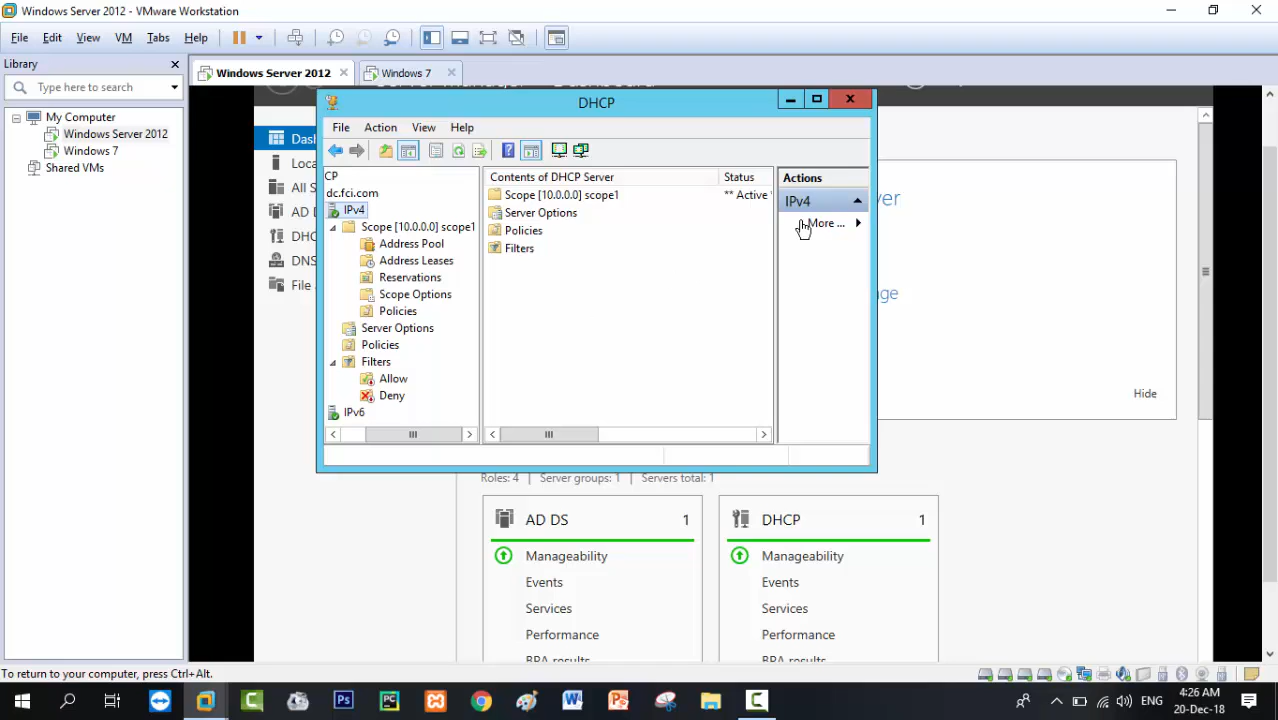 Windows Server 2012 - VMware Workstation
File Edit View VM Tabs Help
Library
Type here to search
My Computer
Windows Server 2012
Windows 7
Shared VMs
Windows Server 2012
Windows 7
DHCP
File Action View Help
CP
dc.fci.com
IPv4
Scope [10.0.0.0] scope1
Address Pool
Address Leases
Reservations
Scope Options
Policies
Server Options
Policies
Filters
Allow
Deny
IPv6
Contents of DHCP Server Status
Scope [10.0.0.0] scope1 ** Active
Server Options
Policies
Filters
Actions
IPv4
More ...
Das
Loca
All S
AD
DHC
DNS
File
ver
ge
Hide
Roles: 4 | Server groups: 1 | Servers total: 1
AD DS 1
Manageability
Events
Services
Performance
BPA results
DHCP 1
Manageability
Events
Services
Performance
BPA results
To return to your computer, press Ctrl+Alt.
ENG
4:26 AM
20-Dec-18